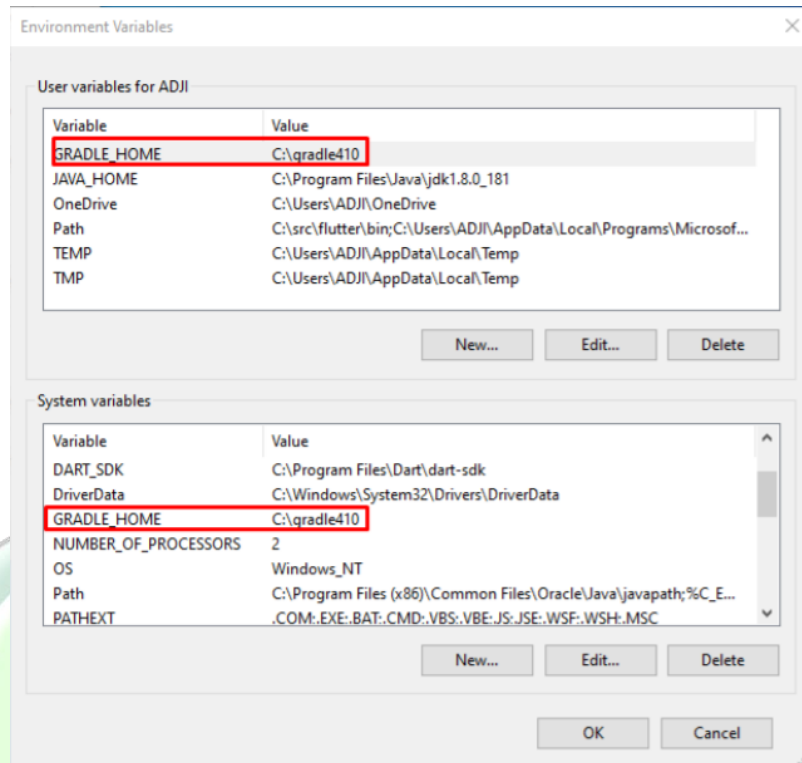 Environment Variables
User variables for ADJI
Variable Value
GRADLE_HOME C:\gradle410
JAVA_HOME C:\Program Files\Java\jdk1.8.0_181
OneDrive C:\Users\ADJI\OneDrive
Path C:\src\flutter\bin;C:\Users\ADJI\AppData\Local\Programs\Microsof...
TEMP C:\Users\ADJI\AppData\Local\Temp
TMP C:\Users\ADJI\AppData\Local\Temp
New... Edit... Delete
System variables
Variable Value
DART_SDK C:\Program Files\Dart\dart-sdk
DriverData C:\Windows\System32\Drivers\DriverData
GRADLE_HOME C:\gradle410
NUMBER_OF_PROCESSORS 2
OS Windows_NT
Path C:\Program Files (x86)\Common Files\Oracle\Java\javapath;%C_E...
PATHEXT .COM;.EXE;.BAT;.CMD;.VBS;.VBE;.JS;.JSE;.WSF;.WSH;.MSC
New... Edit... Delete
OK Cancel